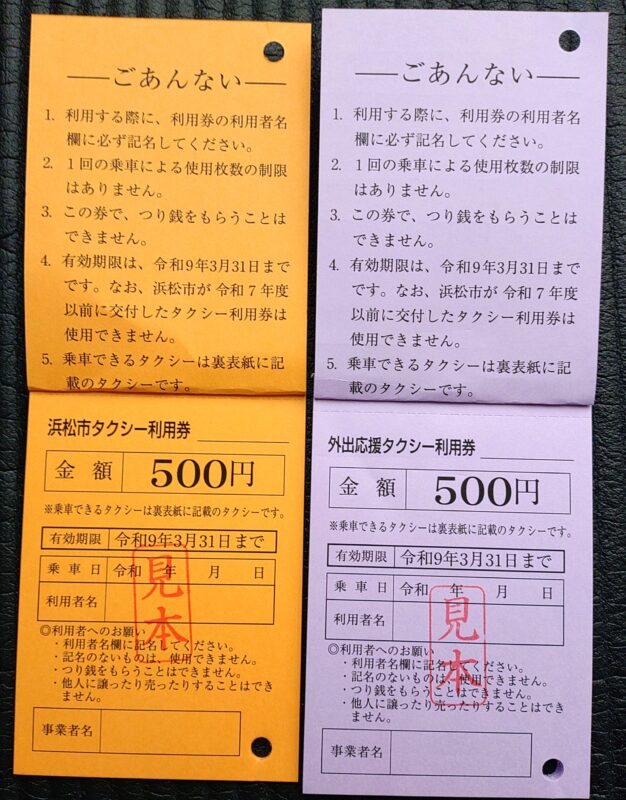 ごあんない
1. 利用する際に、利用券の利用者名
欄に必ず記名してください。
2. 1回の乗車による使用枚数の制限
はありません。
3. この券で、つり銭をもらうことは
できません。
4. 有効期限は、令和9年3月31日まで
です。なお、浜松市が令和7年度
以前に交付したタクシー利用券は
使用できません。
5. 乗車できるタクシーは裏表紙に記
載のタクシーです。
浜松市タクシー利用券
金額 500円
※乗車できるタクシーは裏表紙に記載のタクシーです。
有効期限 令和9年3月31日まで
乗車日 令和 年 月 日
利用者名
見本
◎利用者へのお願い
・利用者名欄に記名してください。
・記名のないものは、使用できません。
・つり銭をもらうことはできません。
・他人に譲ったり売ったりすることはでき
ません。
事業者名
ごあんない
1. 利用する際に、利用券の利用者名
欄に必ず記名してください。
2. 1回の乗車による使用枚数の制限
はありません。
3. この券で、つり銭をもらうことは
できません。
4. 有効期限は、令和9年3月31日まで
です。なお、浜松市が令和7年度
以前に交付したタクシー利用券は
使用できません。
5. 乗車できるタクシーは裏表紙に記
載のタクシーです。
外出応援タクシー利用券
金額 500円
※乗車できるタクシーは裏表紙に記載のタクシーです。
有効期限 令和9年3月31日まで
乗車日 令和 年 月 日
利用者名
見本
◎利用者へのお願い
・利用者名欄に記名してください。
・記名のないものは、使用できません。
・つり銭をもらうことはできません。
・他人に譲ったり売ったりすることはでき
ません。
事業者名